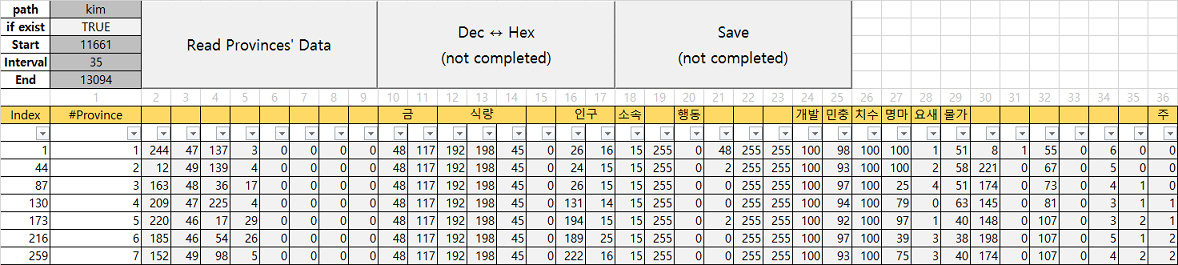 path kim
if exist TRUE
Start 11661
Interval 35
End 13094
Read Provinces' Data
Dec ↔ Hex
(not completed)
Save
(not completed)
1 2 3 4 5 6 7 8 9 10 11 12 13 14 15 16 17 18 19 20 21 22 23 24 25 26 27 28 29 30 31 32 33 34 35 36
Index #Province 금 식량 인구 소속 행동 개발 민충 치수 명마 요새 물가 주
1 1 244 47 137 3 0 0 0 0 48 117 192 198 45 0 26 16 15 255 0 48 255 255 100 98 100 100 1 51 8 1 55 0 6 0 0
44 2 12 49 139 4 0 0 0 0 48 117 192 198 45 0 24 15 15 255 0 2 255 255 100 93 100 100 2 58 221 0 67 0 5 0 0
87 3 163 48 36 17 0 0 0 0 48 117 192 198 45 0 26 15 15 255 0 0 255 255 100 97 100 25 4 51 174 0 73 0 4 1 0
130 4 209 47 225 4 0 0 0 0 48 117 192 198 45 0 131 14 15 255 0 0 255 255 100 94 100 79 0 63 145 0 81 0 3 1 1
173 5 220 46 17 29 0 0 0 0 48 117 192 198 45 0 194 15 15 255 0 2 255 255 100 92 100 97 1 40 148 0 107 0 3 2 1
216 6 185 46 54 26 0 0 0 0 48 117 192 198 45 0 189 25 15 255 0 0 255 255 100 97 100 39 3 38 198 0 107 0 5 1 2
259 7 152 49 98 5 0 0 0 0 48 117 192 198 45 0 222 16 15 255 0 0 255 255 100 93 100 75 3 40 174 0 107 0 4 2 2